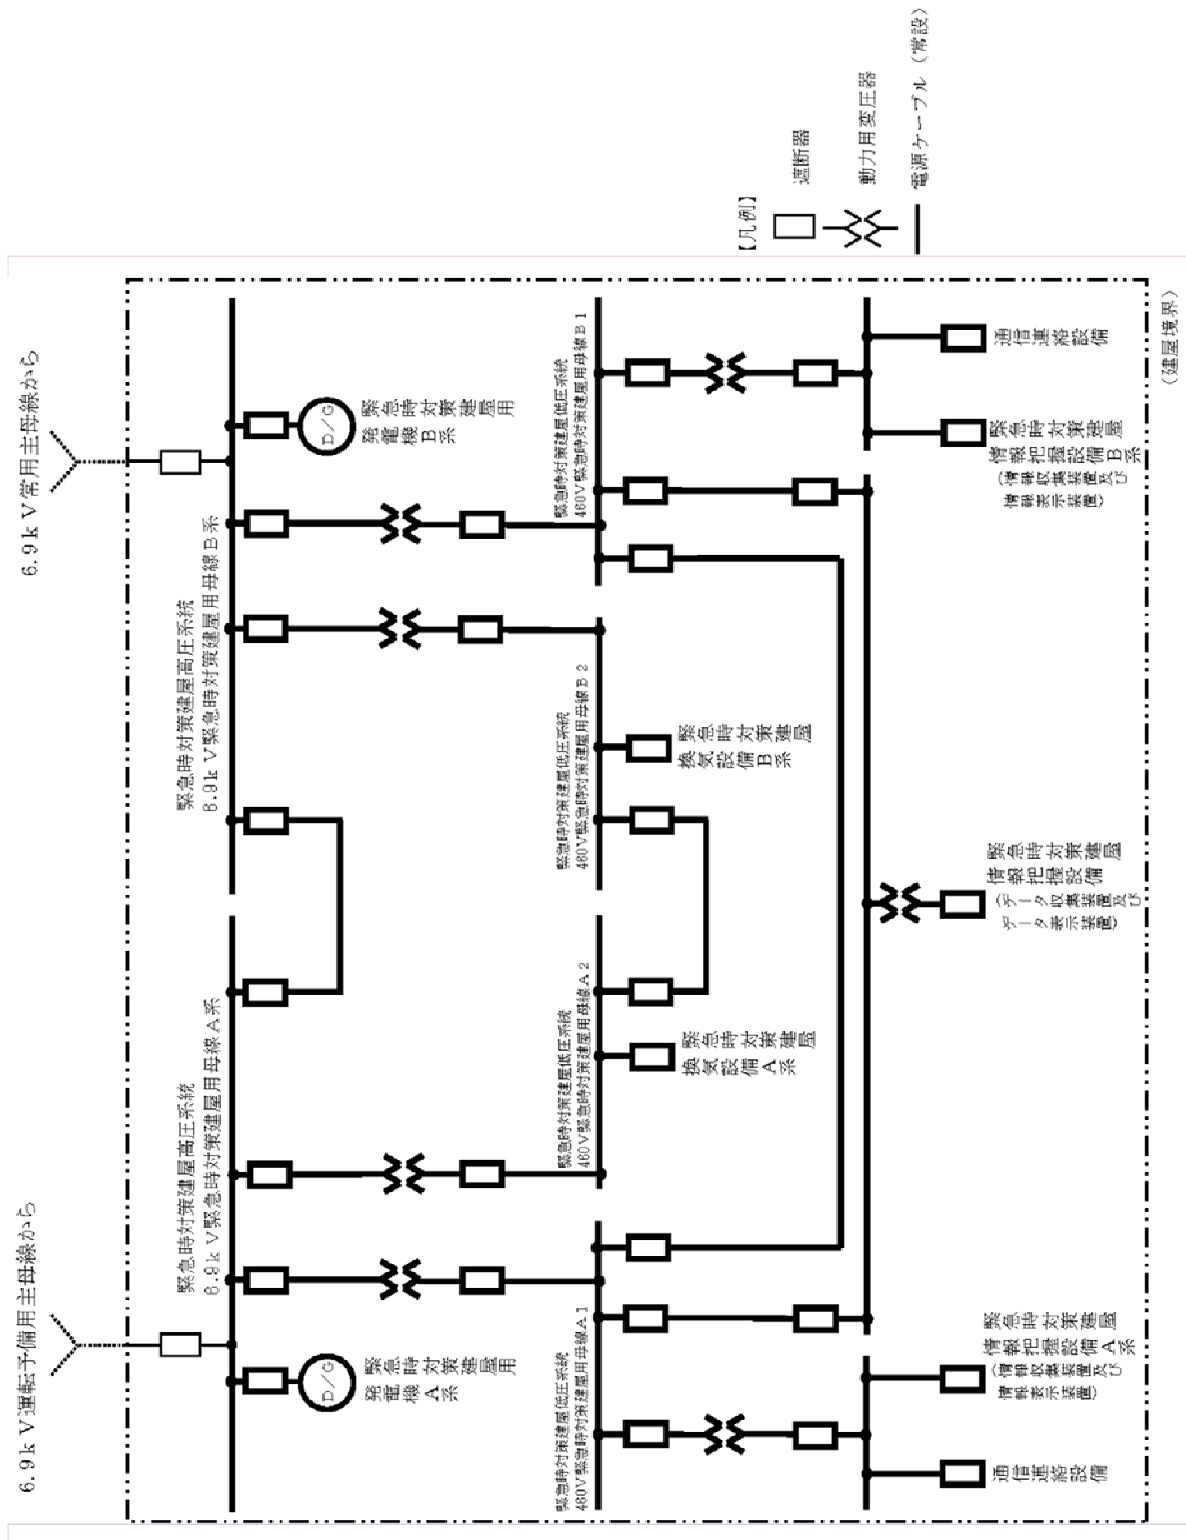 6.9kV運転予備用主母線から
6.9kV常用主母線から
緊急時対策建屋高圧系統
6.9kV緊急時対策建屋用母線A系
緊急時対策建屋高圧系統
6.9kV緊急時対策建屋用母線B系
D/G
緊急時対策建屋用
発電機A系
D/G
緊急時対策建屋用
発電機B系
緊急時対策建屋低圧系統
460V緊急時対策建屋用母線A1
緊急時対策建屋低圧系統
460V緊急時対策建屋用母線A2
緊急時対策建屋低圧系統
460V緊急時対策建屋用母線B2
緊急時対策建屋低圧系統
460V緊急時対策建屋用母線B1
緊急時対策建屋
換気設備A系
緊急時対策建屋
換気設備B系
通信連絡設備
緊急時対策建屋
情報把握設備A系
(情報収集装置及び
情報表示装置)
緊急時対策建屋
情報把握設備
(データ収集装置及び
データ表示装置)
緊急時対策建屋
情報把握設備B系
(情報収集装置及び
情報表示装置)
通信連絡設備
(建屋境界)
【凡例】
遮断器
動力用変圧器
電源ケーブル(常設)